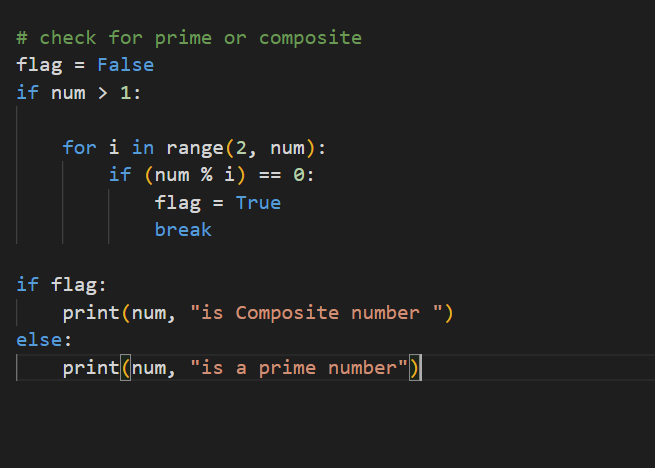 # check for prime or composite
flag = False
if num > 1:
    for i in range(2, num):
        if (num % i) == 0:
            flag = True
            break
if flag:
    print(num, "is Composite number ")
else:
    print(num, "is a prime number")